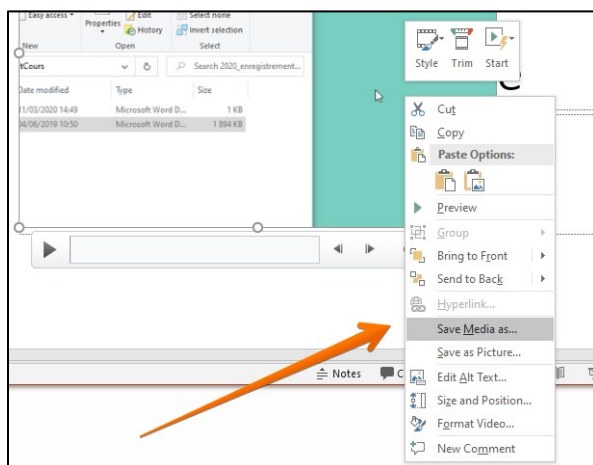 Easy access
Properties
Edit
History
Select none
Invert selection
New
Open
Select
tCours
Search 2020_enregistrement...
Date modified
Type
Size
11/03/2020 14:49
Microsoft Word D...
1 KB
04/06/2019 10:50
Microsoft Word D...
1 894 KB
Style
Trim
Start
Cut
Copy
Paste Options:
Preview
Group
Bring to Front
Send to Back
Hyperlink...
Save Media as...
Save as Picture...
Edit Alt Text...
Size and Position...
Format Video...
New Comment
Notes